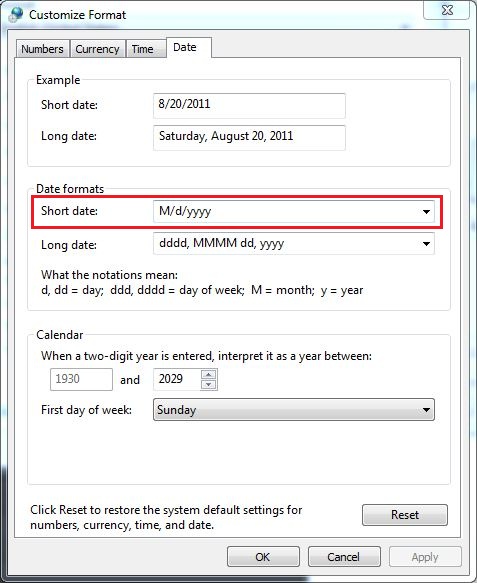 Customize Format
Numbers Currency Time Date
Example
Short date: 8/20/2011
Long date: Saturday, August 20, 2011
Date formats
Short date: M/d/yyyy
Long date: dddd, MMMM dd, yyyy
What the notations mean:
d, dd = day; ddd, dddd = day of week; M = month; y = year
Calendar
When a two-digit year is entered, interpret it as a year between:
1930 and 2029
First day of week: Sunday
Click Reset to restore the system default settings for
numbers, currency, time, and date.
Reset
OK Cancel Apply